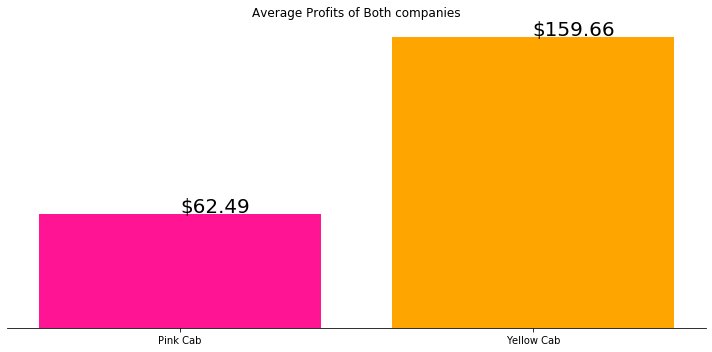 Average Profits of Both companies
$159.66
$62.49
Pink Cab
Yellow Cab